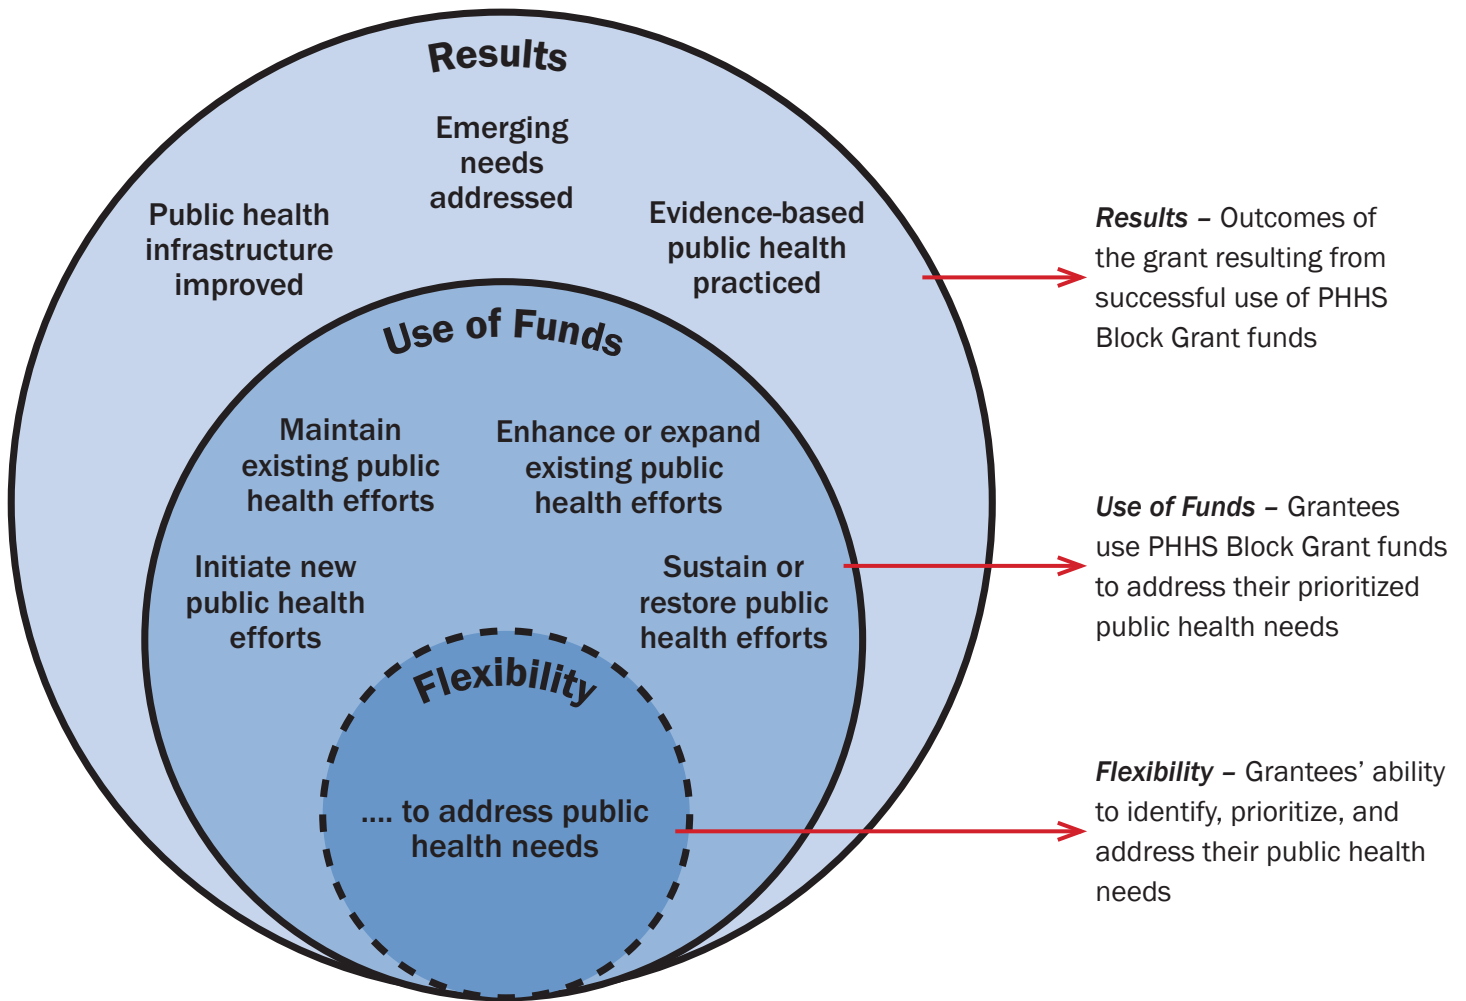 Results
Emerging
needs
addressed
Public health
infrastructure
improved
Evidence-based
public health
practiced
Use of Funds
Maintain
existing public
health efforts
Enhance or expand
existing public
health efforts
Initiate new
public health
efforts
Sustain or
restore public
health efforts
Flexibility
.... to address public
health needs
Results – Outcomes of
the grant resulting from
successful use of PHHS
Block Grant funds
Use of Funds – Grantees
use PHHS Block Grant funds
to address their prioritized
public health needs
Flexibility – Grantees’ ability
to identify, prioritize, and
address their public health
needs